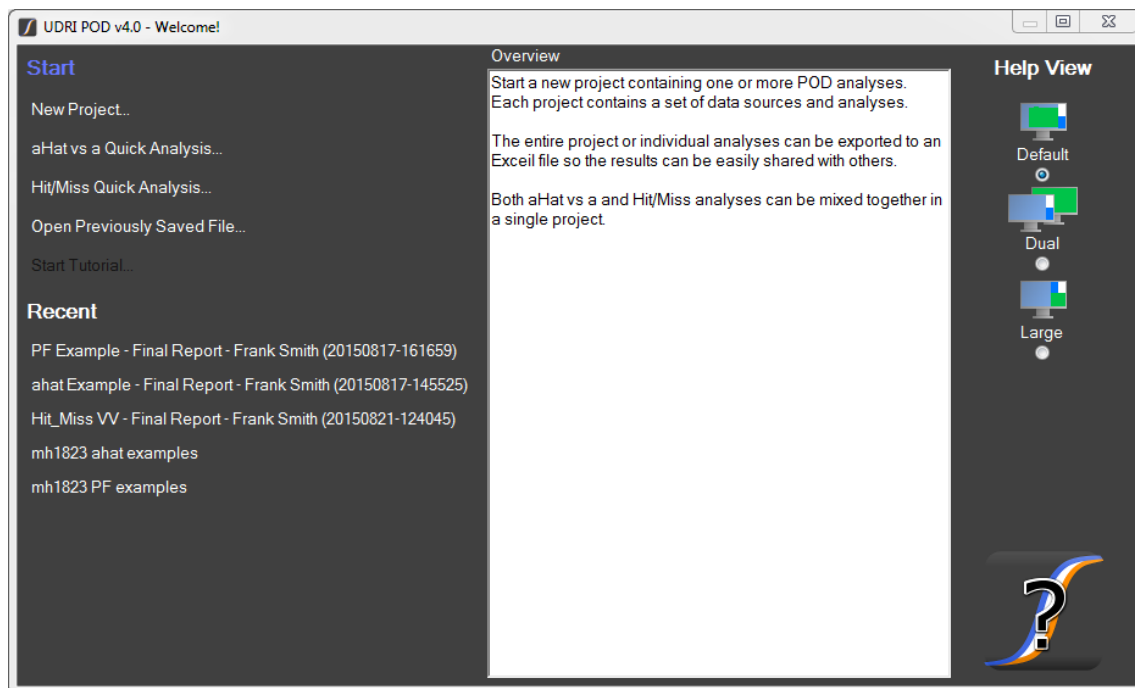 UDRI POD v4.0 - Welcome!
Start
New Project...
aHat vs a Quick Analysis...
Hit/Miss Quick Analysis...
Open Previously Saved File...
Start Tutorial...
Recent
PF Example - Final Report - Frank Smith (20150817-161659)
ahat Example - Final Report - Frank Smith (20150817-145525)
Hit_Miss VV - Final Report - Frank Smith (20150821-124045)
mh1823 ahat examples
mh1823 PF examples
Overview
Start a new project containing one or more POD analyses.
Each project contains a set of data sources and analyses.
The entire project or individual analyses can be exported to an
Exceil file so the results can be easily shared with others.
Both aHat vs a and Hit/Miss analyses can be mixed together in
a single project.
Help View
Default
Dual
Large
?